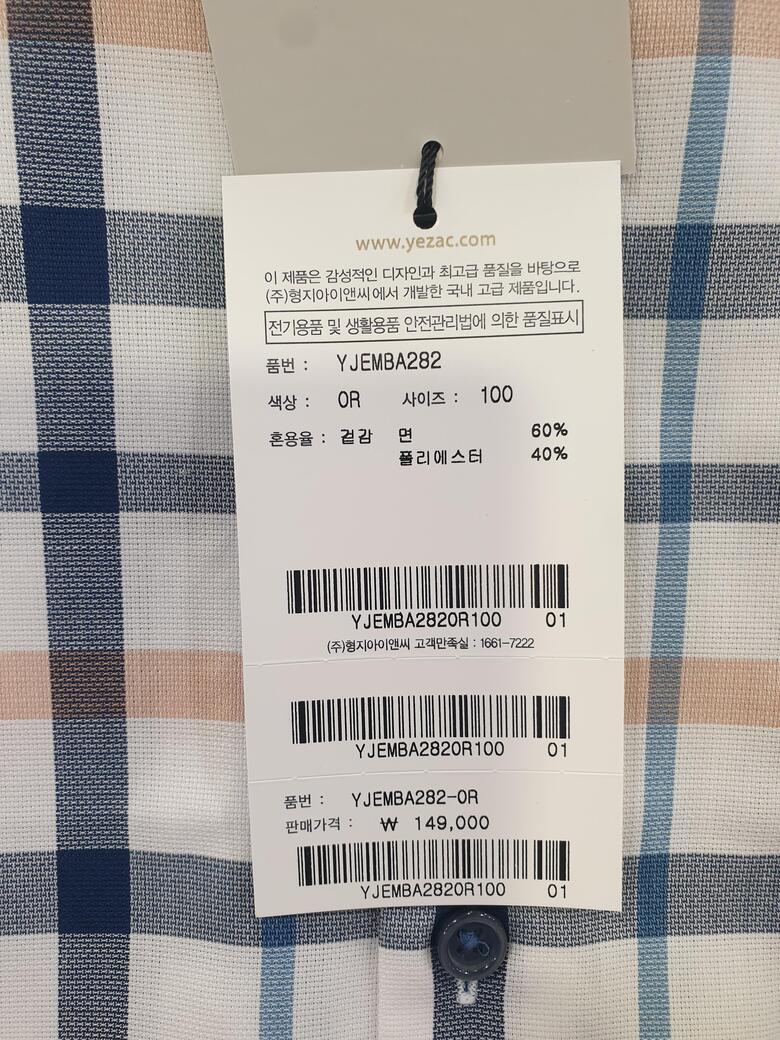 www.yezac.com
이 제품은 감성적인 디자인과 최고급 품질을 바탕으로
(주)형지아이앤씨에서 개발한 국내 고급 제품입니다.
전기용품 및 생활용품 안전관리법에 의한 품질표시
품번 : YJEMBA282
색상 : OR 사이즈 : 100
혼용율 : 겉감 면 60%
폴리에스터 40%
YJEMBA282OR100 01
(주)형지아이앤씨 고객만족실 : 1661-7222
YJEMBA282OR100 01
품번 : YJEMBA282-OR
판매가격 : ₩ 149,000
YJEMBA282OR100 01